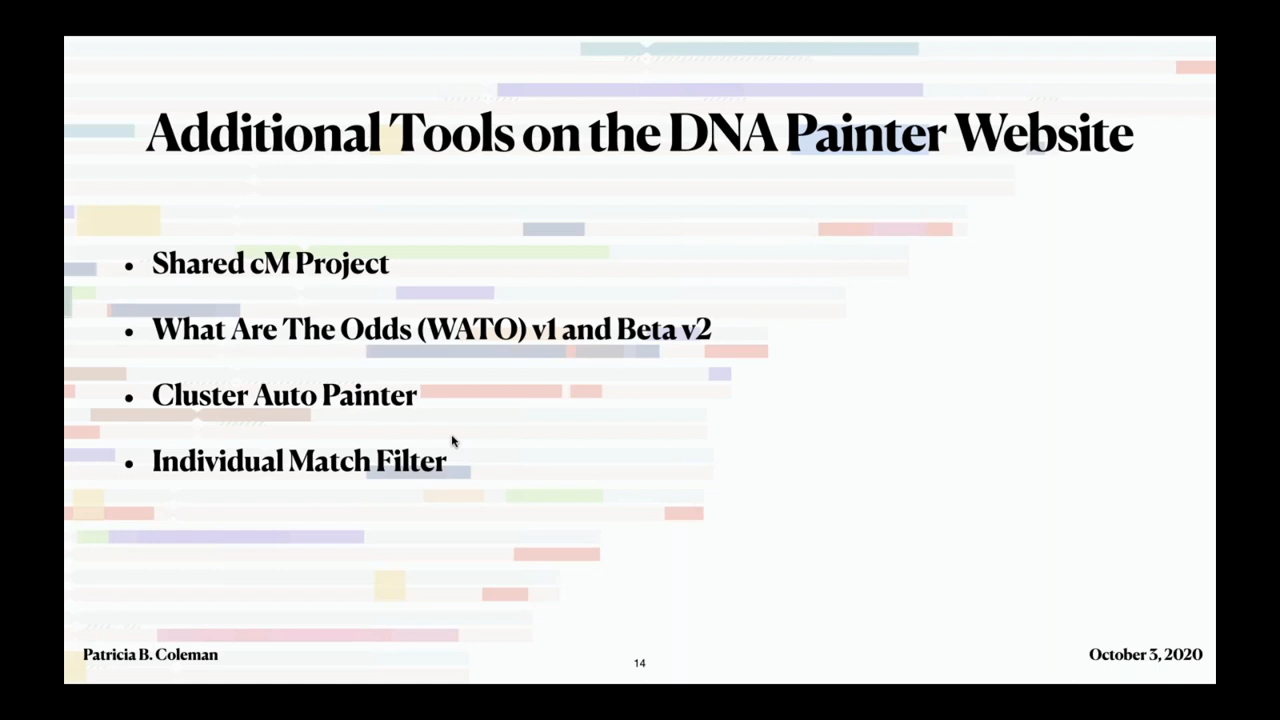 Additional Tools on the DNA Painter Website
• Shared cM Project
• What Are The Odds (WATO) v1 and Beta v2
• Cluster Auto Painter
• Individual Match Filter
Patricia B. Coleman
14
October 3, 2020